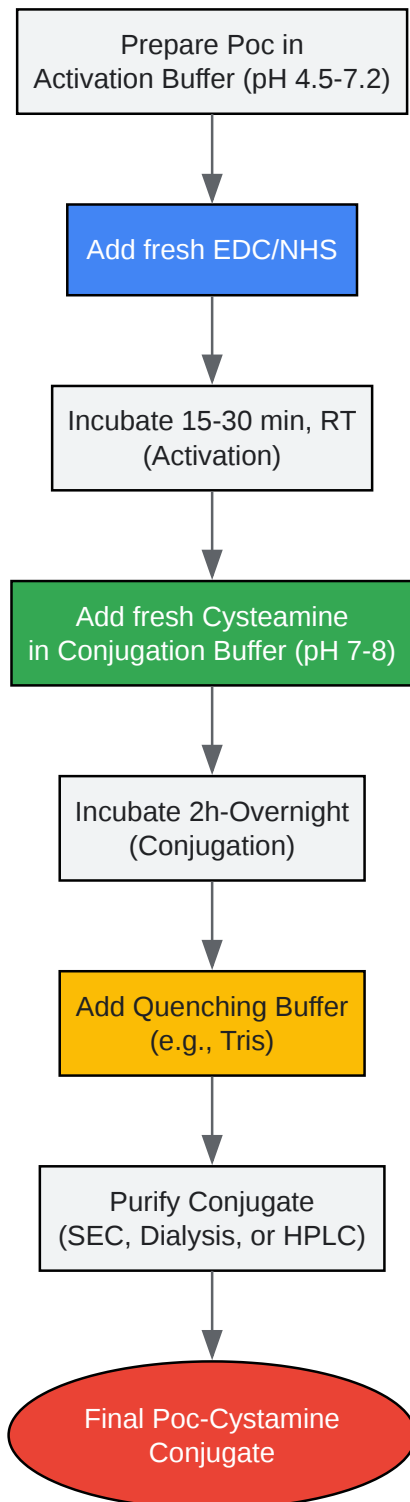 Prepare Poc in
Activation Buffer (pH 4.5-7.2)
Add fresh EDC/NHS
Incubate 15-30 min, RT
(Activation)
Add fresh Cysteamine
in Conjugation Buffer (pH 7-8)
Incubate 2h-Overnight
(Conjugation)
Add Quenching Buffer
(e.g., Tris)
Purify Conjugate
(SEC, Dialysis, or HPLC)
Final Poc-Cystamine
Conjugate